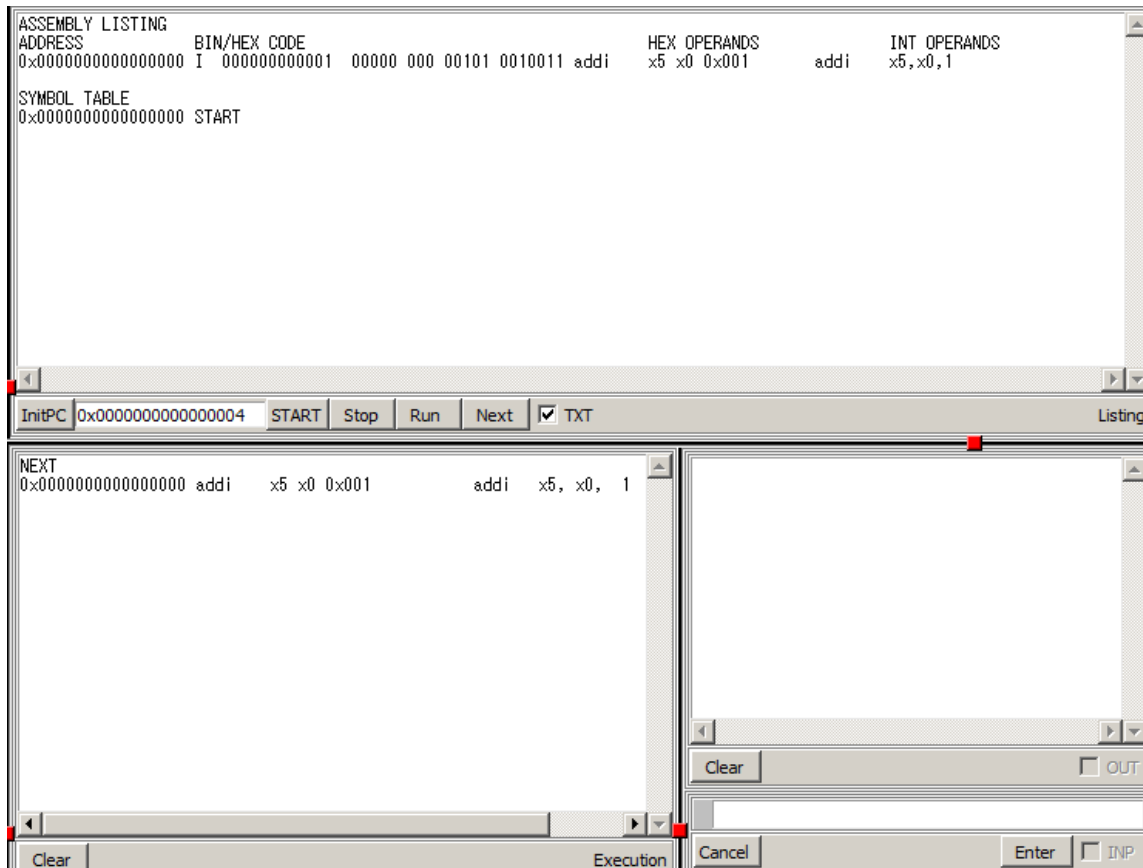 ASSEMBLY LISTING
ADDRESS BIN/HEX CODE HEX OPERANDS INT OPERANDS
0x0000000000000000 I 000000000001 00000 000 00101 0010011 addi x5 x0 0x001 addi x5,x0,1
SYMBOL TABLE
0x0000000000000000 START
InitPC 0x0000000000000004 START Stop Run Next TXT Listing
NEXT
0x0000000000000000 addi x5 x0 0x001 addi x5, x0, 1
Clear Execution
Clear OUT
Cancel Enter INP